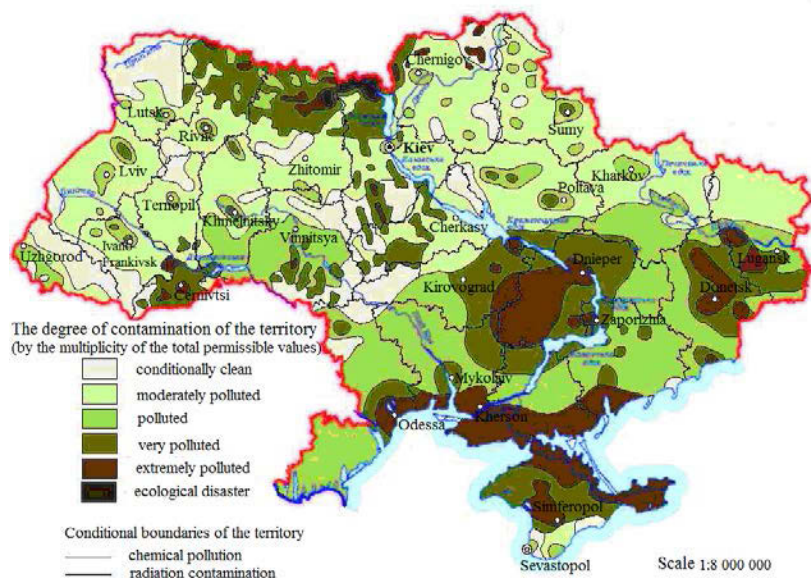 Chernigov
Lutsk
Rivne
Sumy
Kiev
Zhitomir
Lviv
Kharkov
Poltava
Ternopil
Khmelnitsky
Cherkasy
Vinnitsya
Uzhgorod
Ivano
Frankivsk
Cernivtsi
Dnieper
Lugansk
Kirovograd
Donetsk
Zaporizhia
The degree of contamination of the territory
(by the multiplicity of the total permissible values)
conditionally clean
moderately polluted
polluted
very polluted
extremely polluted
ecological disaster
Mykolaiv
Odessa
Kherson
Simferopol
Sevastopol
Conditional boundaries of the territory
chemical pollution
radiation contamination
Scale 1:8 000 000